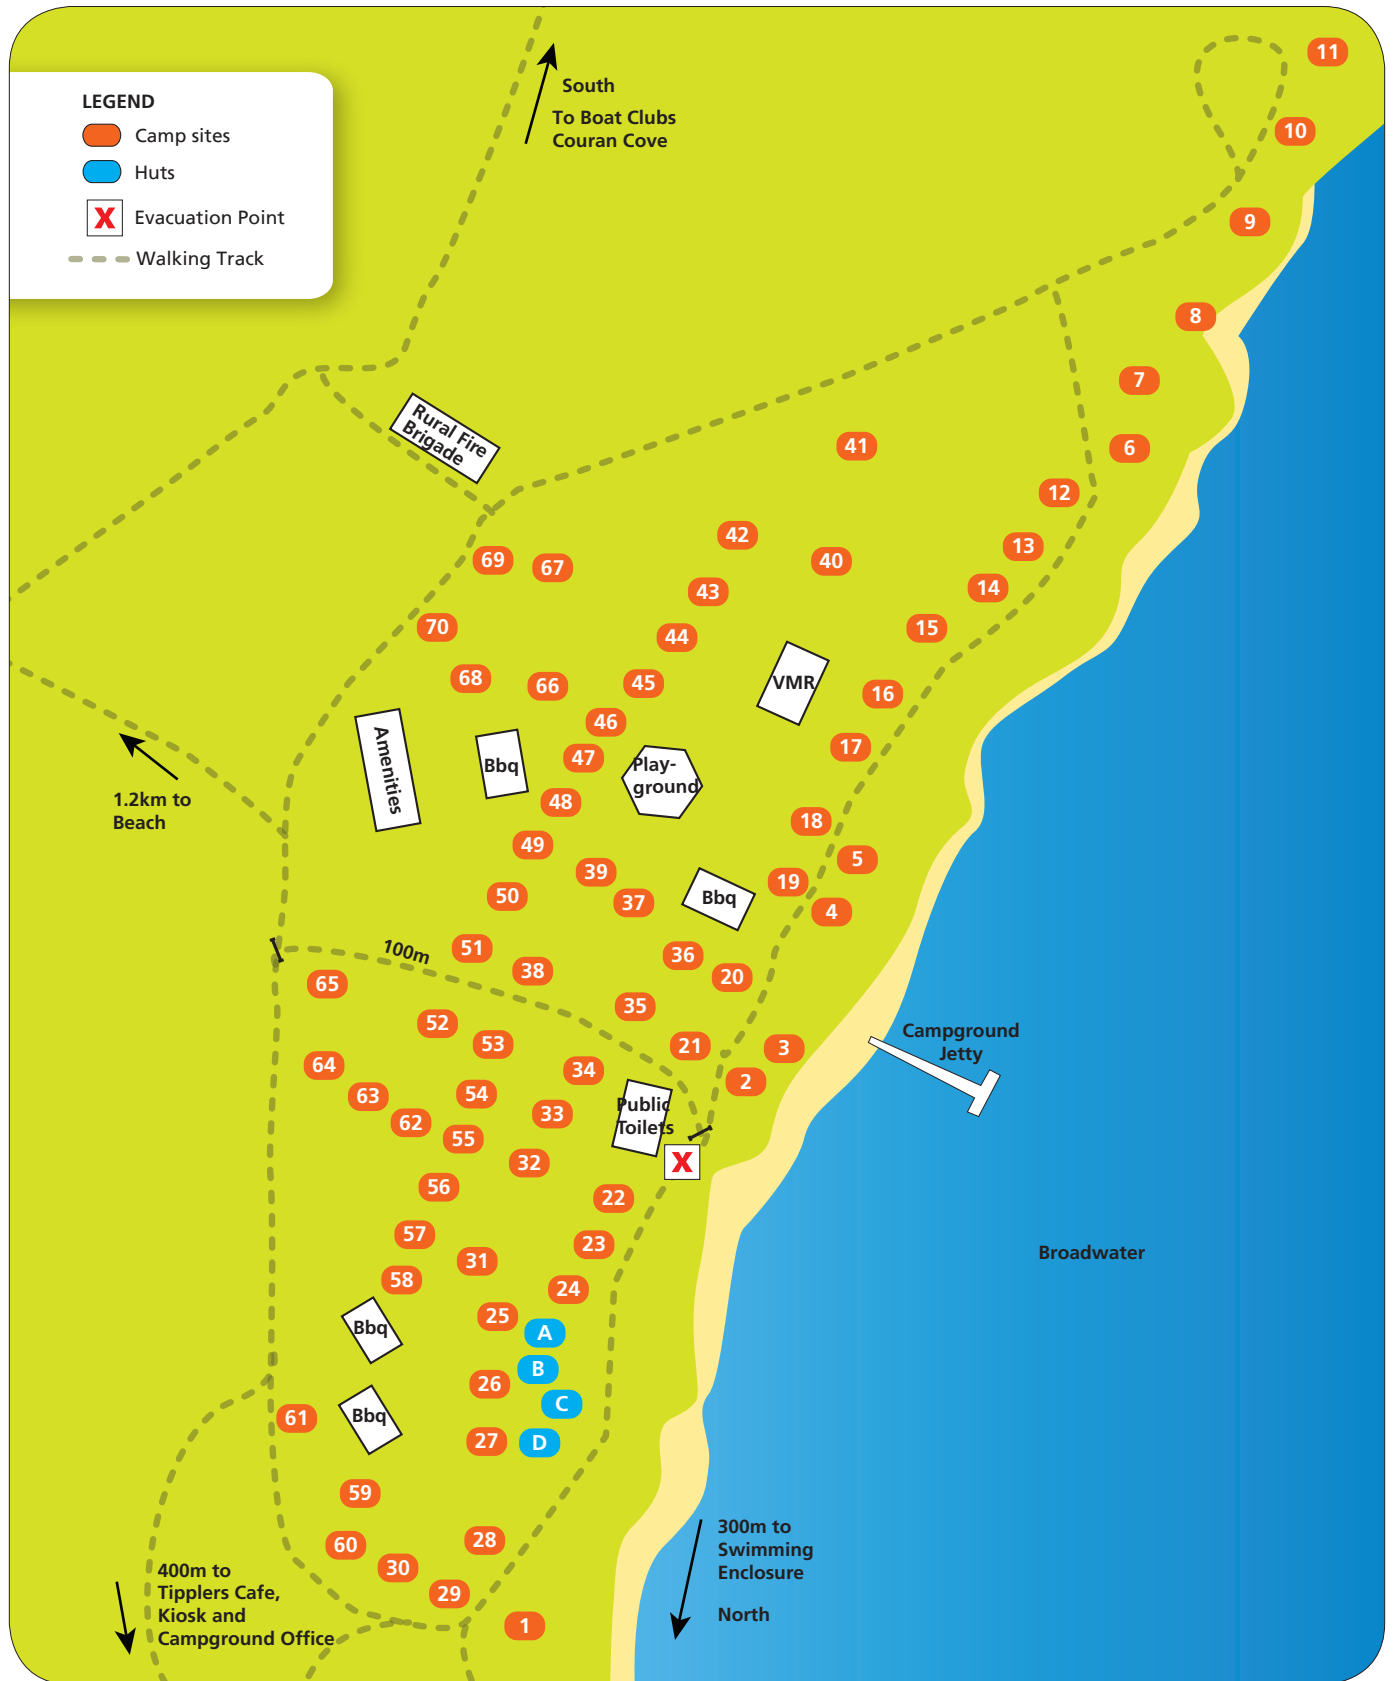 LEGEND
Camp sites
Huts
X
Evacuation Point
Walking Track
South
To Boat Clubs
Couran Cove
11
10
9
8
7
Rural Fire
Brigade
41
6
12
42
13
69
67
40
43
14
70
44
15
68
66
45
VMR
16
46
17
Amenities
Bbq
47
Play-
ground
1.2km to
Beach
48
18
49
5
39
19
50
37
Bbq
4
100m
51
36
38
20
65
35
52
Campground
Jetty
53
21
3
64
34
2
63
54
Public
Toilets
33
62
55
32
X
56
22
57
23
31
Broadwater
58
24
25
Bbq
A
B
26
C
61
Bbq
27
D
59
28
60
30
29
1
300m to
Swimming
Enclosure
North
400m to
Tipplers Cafe,
Kiosk and
Campground Office